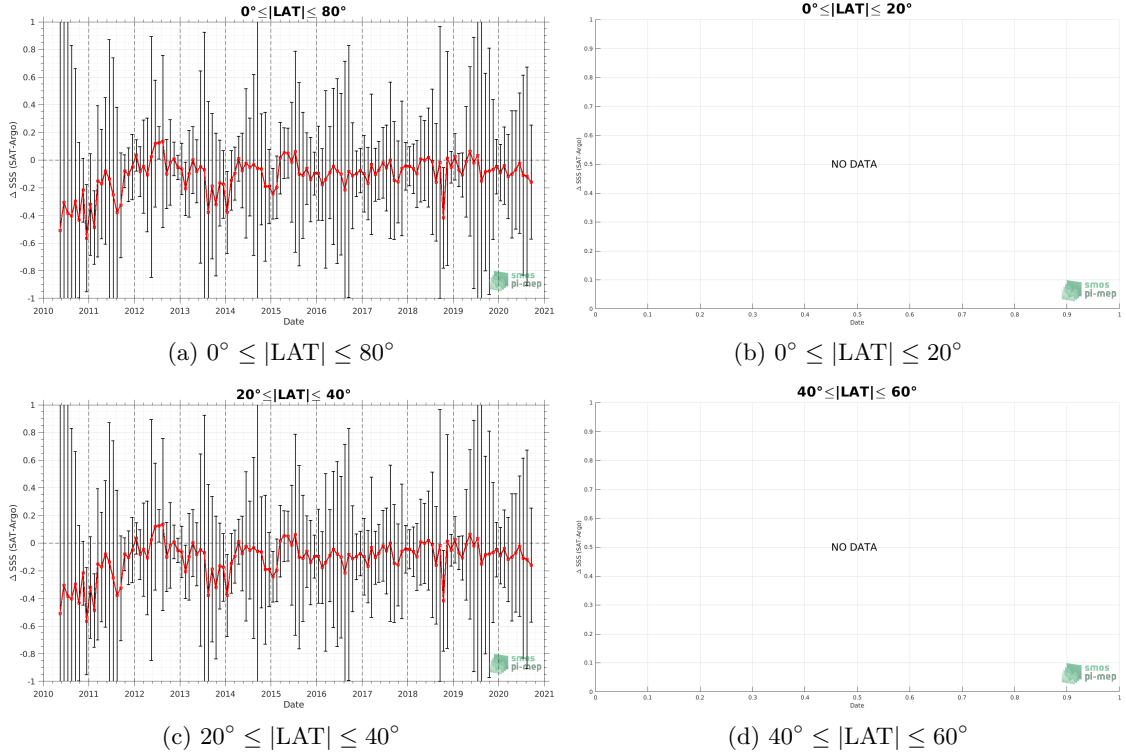 0°≤|LAT|≤ 80°
1
0.8
0.6
0.4
0.2
0
-0.2
-0.4
-0.6
-0.8
-1
Δ SSS (SAT-Argo)
2010 2011 2012 2013 2014 2015 2016 2017 2018 2019 2020 2021
Date
smos
pi-mep
(a) 0° ≤ |LAT| ≤ 80°
0°≤|LAT|≤ 20°
1
0.9
0.8
0.7
0.6
0.5
0.4
0.3
0.2
0.1
0
Δ SSS (SAT-Argo)
NO DATA
0 0.1 0.2 0.3 0.4 0.5 0.6 0.7 0.8 0.9 1
Date
smos
pi-mep
(b) 0° ≤ |LAT| ≤ 20°
20°≤|LAT|≤ 40°
1
0.8
0.6
0.4
0.2
0
-0.2
-0.4
-0.6
-0.8
-1
Δ SSS (SAT-Argo)
2010 2011 2012 2013 2014 2015 2016 2017 2018 2019 2020 2021
Date
smos
pi-mep
(c) 20° ≤ |LAT| ≤ 40°
40°≤|LAT|≤ 60°
1
0.9
0.8
0.7
0.6
0.5
0.4
0.3
0.2
0.1
0
Δ SSS (SAT-Argo)
NO DATA
0 0.1 0.2 0.3 0.4 0.5 0.6 0.7 0.8 0.9 1
Date
smos
pi-mep
(d) 40° ≤ |LAT| ≤ 60°